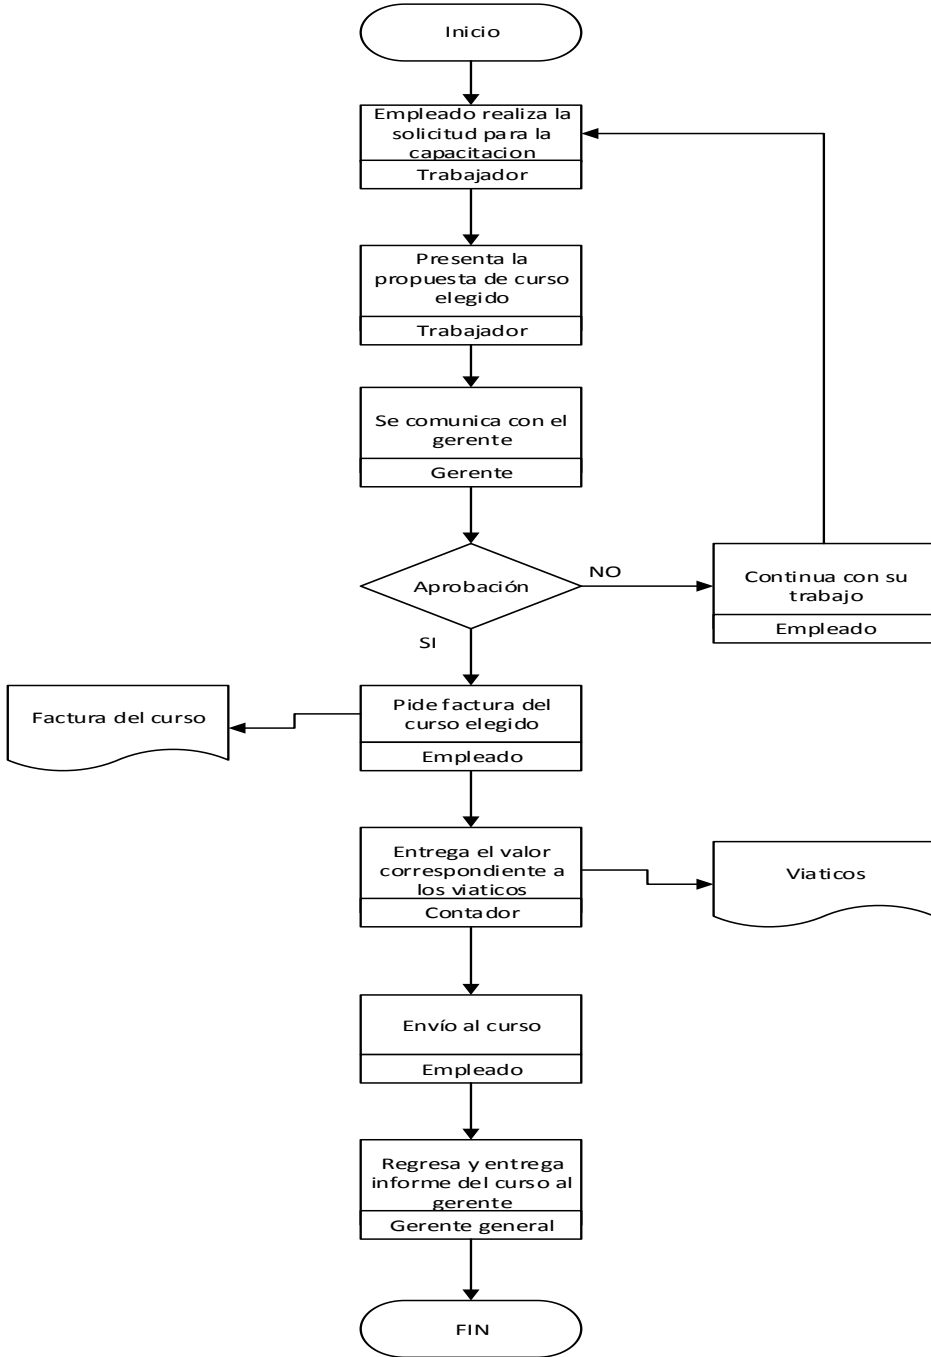 Inicio
Empleado realiza la
solicitud para la
capacitacion
Trabajador
Presenta la
propuesta de curso
elegido
Trabajador
Se comunica con el
gerente
Gerente
Aprobación
NO
Continua con su
trabajo
Empleado
SI
Pide factura del
curso elegido
Empleado
Factura del curso
Entrega el valor
correspondiente a
los viaticos
Contador
Viaticos
Envío al curso
Empleado
Regresa y entrega
informe del curso al
gerente
Gerente general
FIN